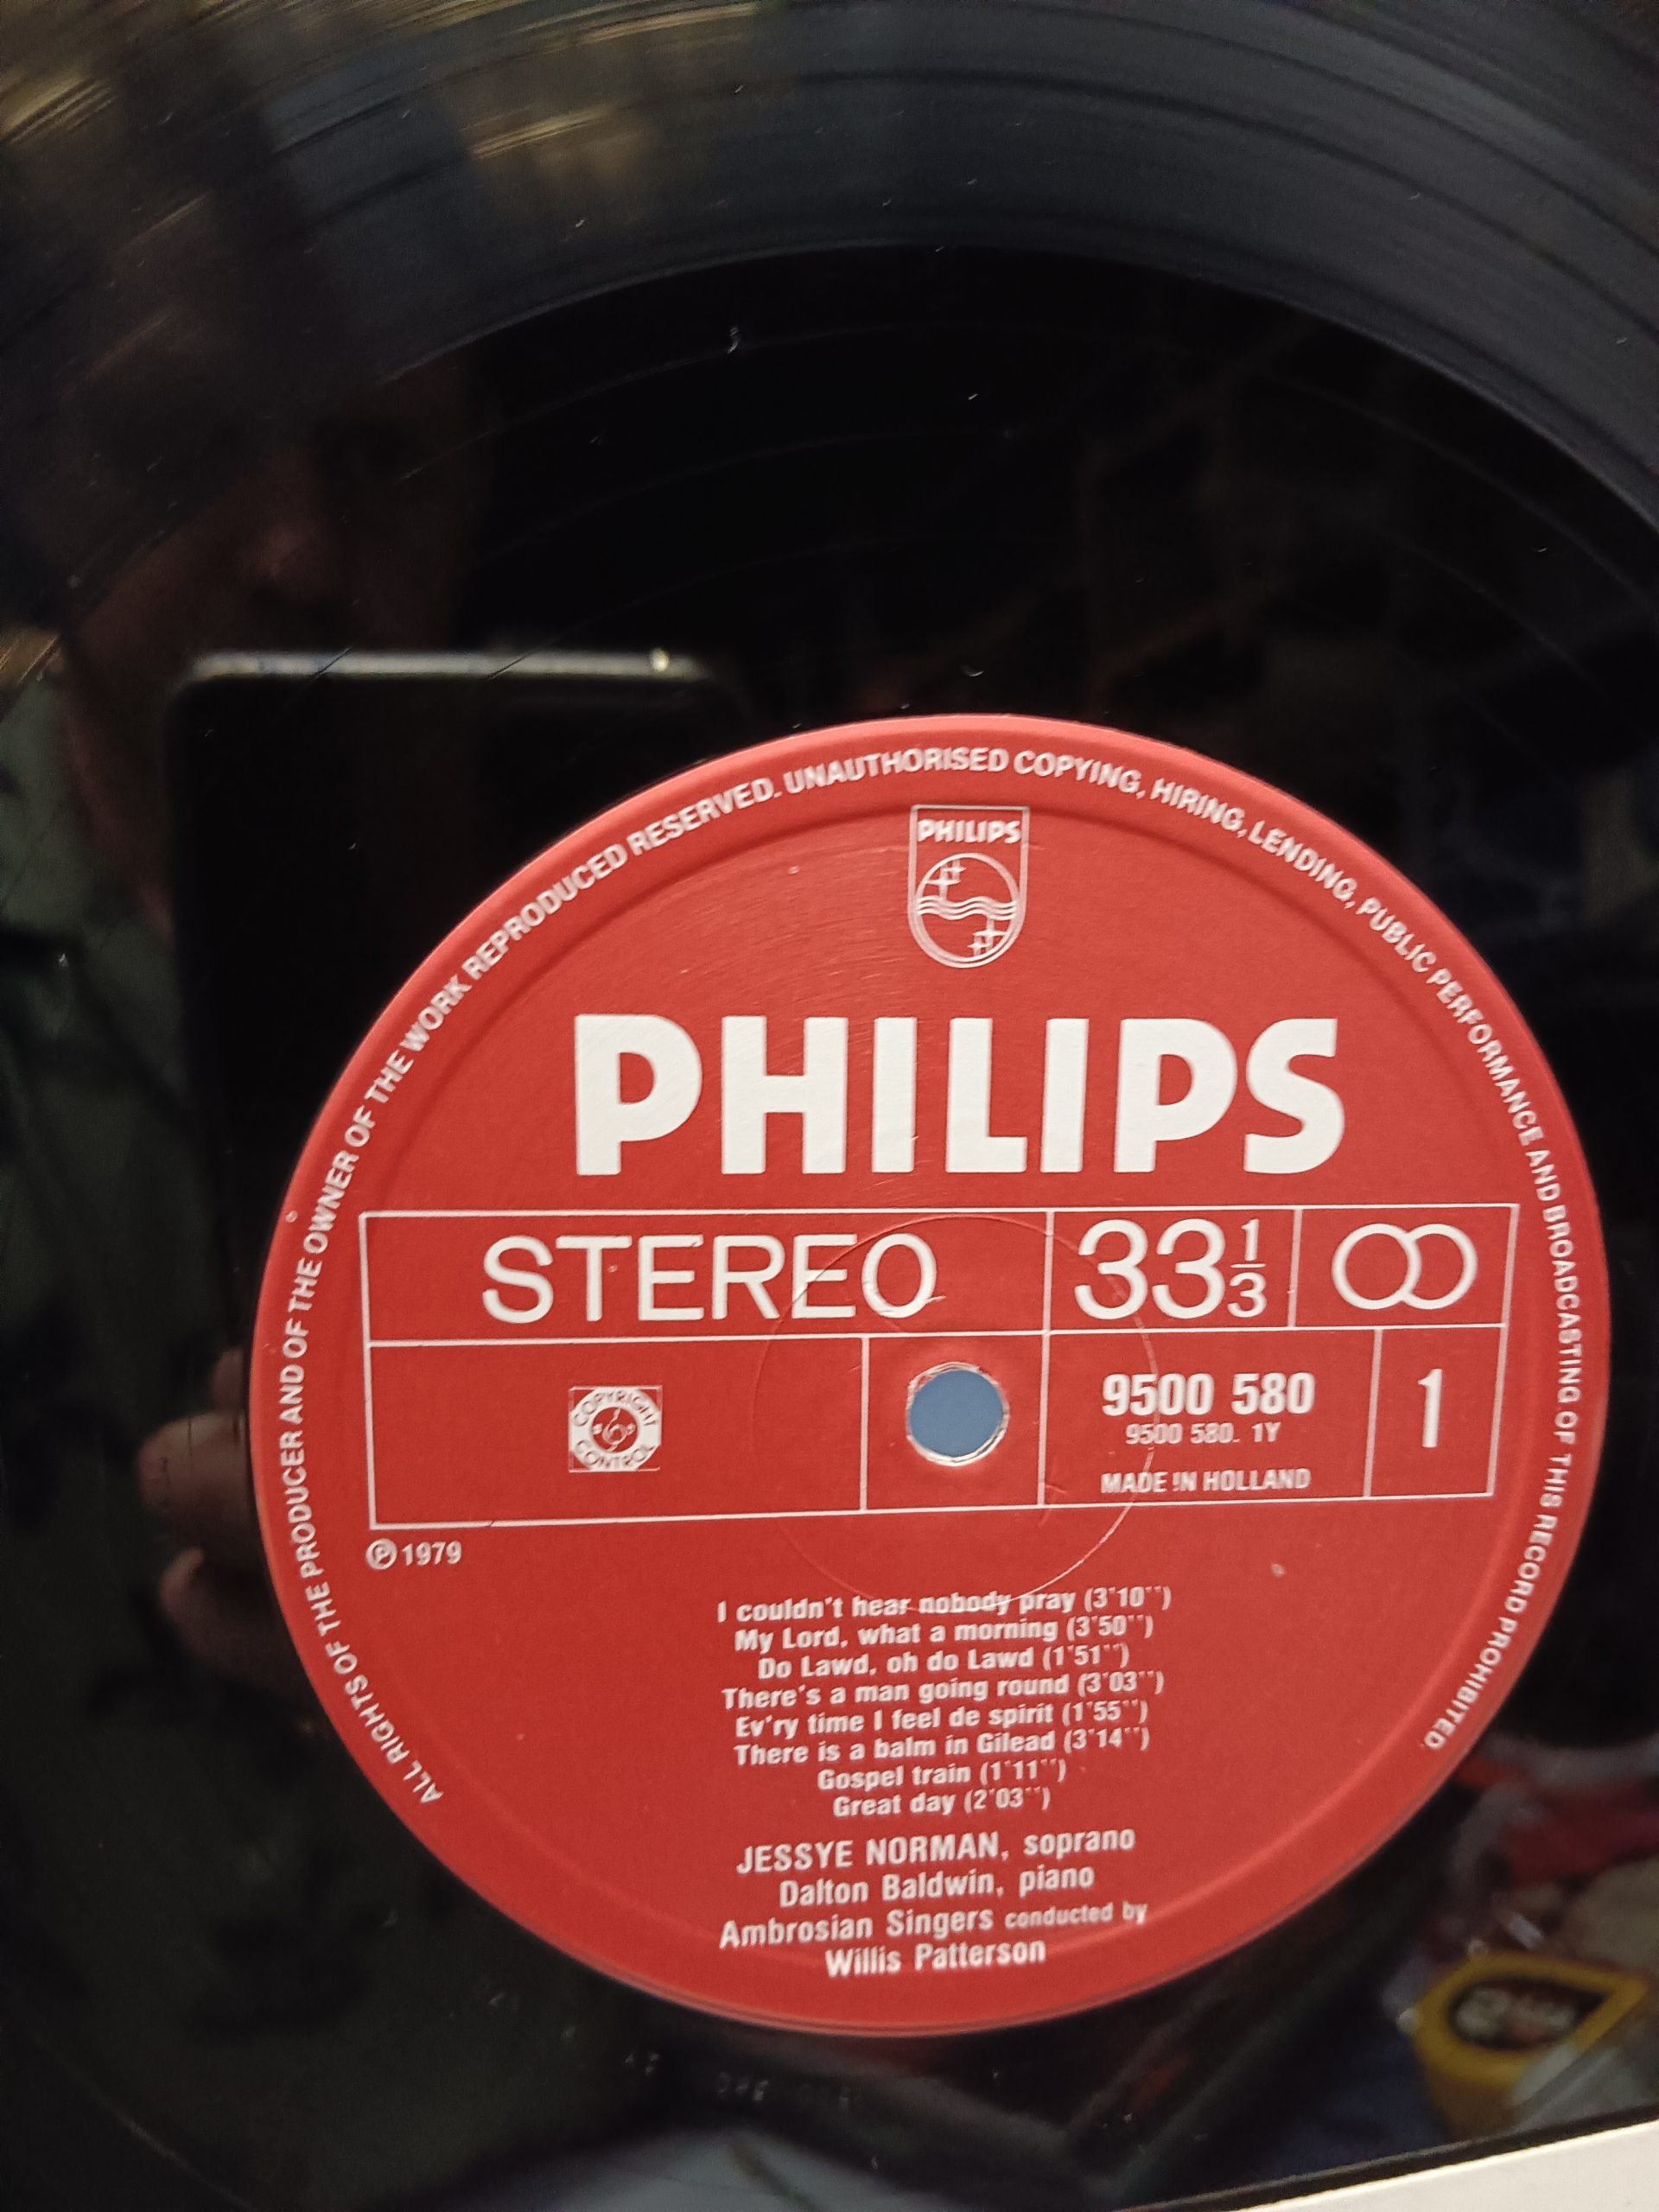 ALL RIGHTS OF THE PRODUCER AND OF THE OWNER OF THE WORK REPRODUCED RESERVED. UNAUTHORISED COPYING, HIRING, LENDING, PUBLIC PERFORMANCE AND BROADCASTING OF THIS RECORD PROHIBITED.
PHILIPS
PHILIPS
STEREO 33 1/3
COPYRIGHT CONTROL
9500 580 1
9500 580. 1Y
MADE IN HOLLAND
℗ 1979
I couldn't hear nobody pray (3'10'')
My Lord, what a morning (3'50'')
Do Lawd, oh do Lawd (1'51'')
There's a man going round (3'03'')
Ev'ry time I feel de spirit (1'55'')
There is a balm in Gilead (3'14'')
Gospel train (1'11'')
Great day (2'03'')
JESSYE NORMAN, soprano
Dalton Baldwin, piano
Ambrosian Singers conducted by
Willis Patterson